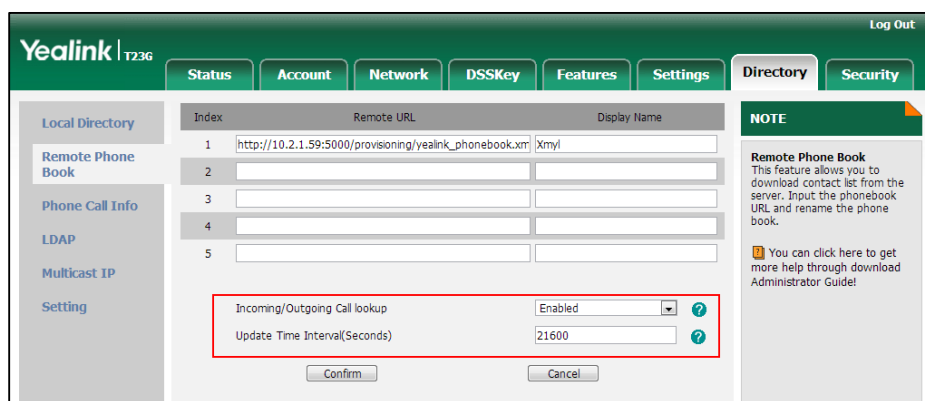 Log Out
Yealink T23G
Status Account Network DSSKey Features Settings Directory Security
Local Directory
Remote Phone
Book
Phone Call Info
LDAP
Multicast IP
Setting
Index Remote URL Display Name
1 http://10.2.1.59:5000/provisioning/yealink_phonebook.xm Xmyl
2
3
4
5
Incoming/Outgoing Call lookup Enabled ?
Update Time Interval(Seconds) 21600 ?
Confirm Cancel
NOTE
Remote Phone Book
This feature allows you to
download contact list from the
server. Input the phonebook
URL and rename the phone
book.
? You can click here to get
more help through download
Administrator Guide!